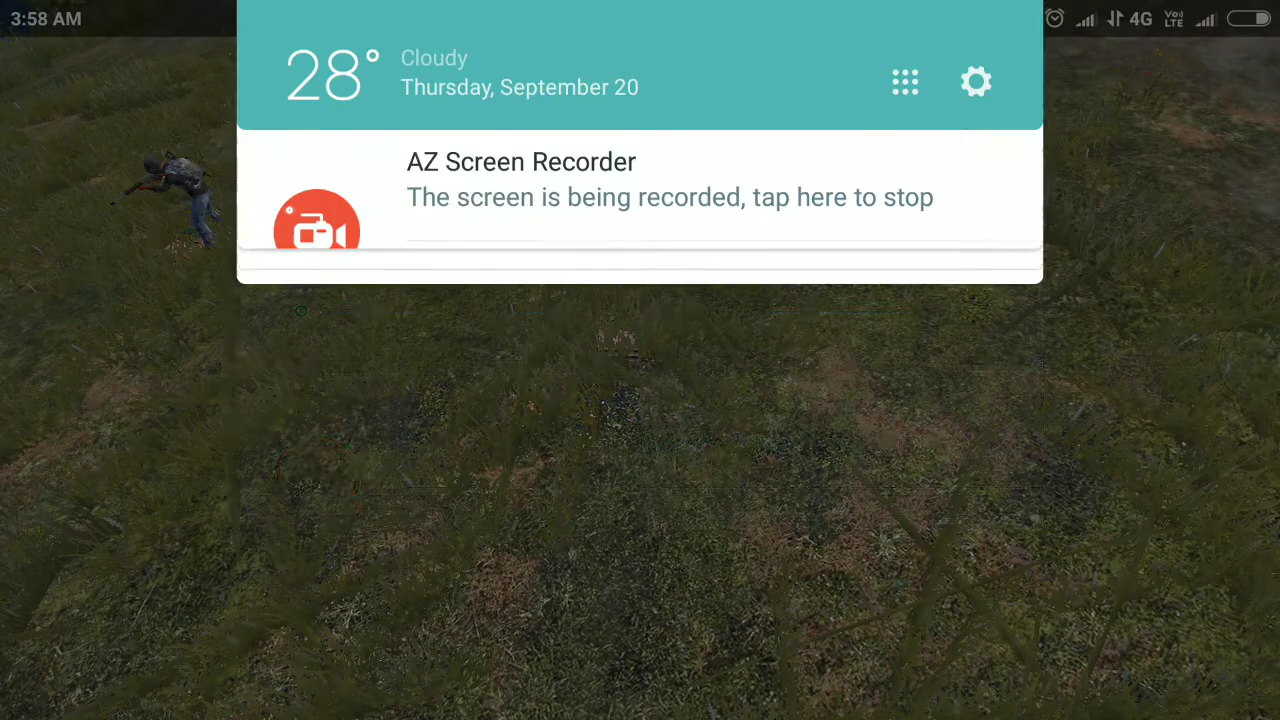 3:58 AM
4G
Vo)
LTE
28°
Cloudy
Thursday, September 20
AZ Screen Recorder
The screen is being recorded, tap here to stop